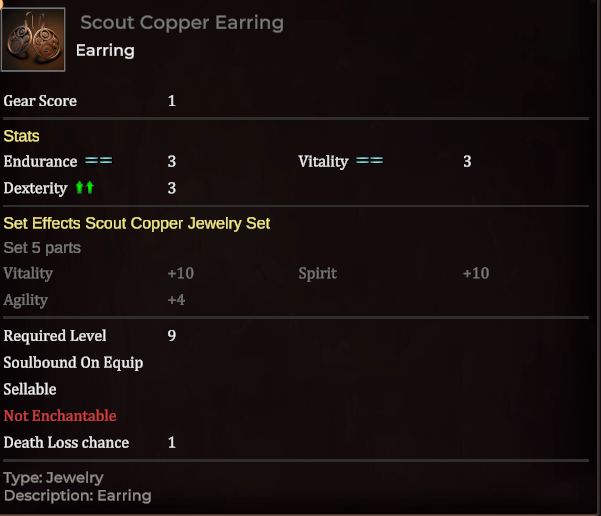 Scout Copper Earring
Earring
Gear Score 1
Stats
Endurance 3 Vitality 3
Dexterity 3
Set Effects Scout Copper Jewelry Set
Set 5 parts
Vitality +10 Spirit +10
Agility +4
Required Level 9
Soulbound On Equip
Sellable
Not Enchantable
Death Loss chance 1
Type: Jewelry
Description: Earring